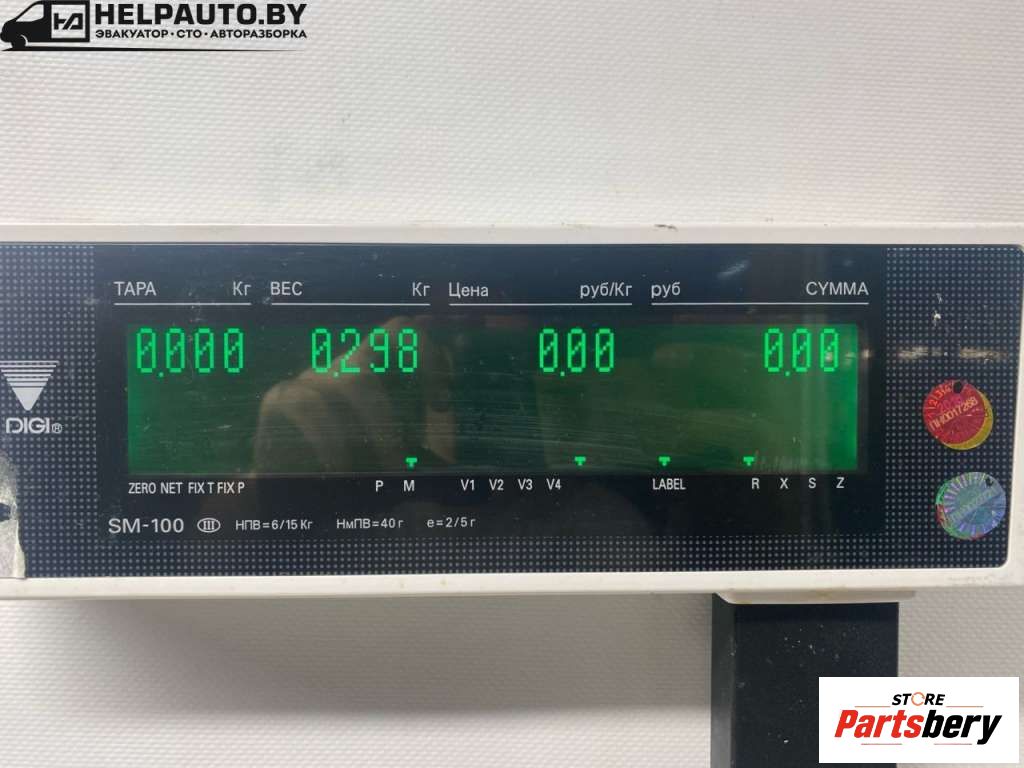 HELPAUTO.BY
ЭВАКУАТОР • СТО • АВТОРАЗБОРКА
ТАРА Кг ВЕС Кг Цена руб/Кг руб СУММА
0.000 0.298 0.00 0.00
DIGI®
ZERO NET FIX T FIX P P M V1 V2 V3 V4 LABEL R X S Z
SM-100 III НПВ=6/15 Кг НмПВ=40 г е=2/5 г
STORE
Partsbery